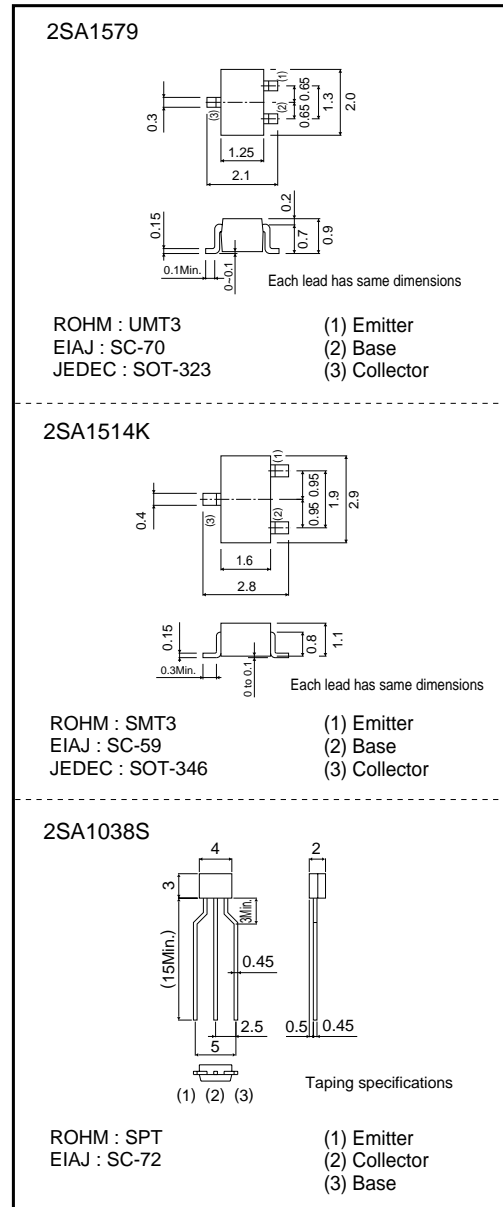 2SA1579
(1)
(2)
(3)
0.3
0.65 0.65
1.3
2.0
1.25
2.1
0.2
0.15
0.7
0.9
0.1Min.
0~0.1
Each lead has same dimensions
ROHM : UMT3
EIAJ : SC-70
JEDEC : SOT-323
(1) Emitter
(2) Base
(3) Collector
2SA1514K
(1)
(2)
(3)
0.4
0.95 0.95
1.9
2.9
1.6
2.8
0.15
0.8
1.1
0.3Min.
0 to 0.1
Each lead has same dimensions
ROHM : SMT3
EIAJ : SC-59
JEDEC : SOT-346
(1) Emitter
(2) Base
(3) Collector
2SA1038S
4
2
3
3Min.
(15Min.)
0.45
2.5
0.5 0.45
5
(1) (2) (3)
Taping specifications
ROHM : SPT
EIAJ : SC-72
(1) Emitter
(2) Collector
(3) Base